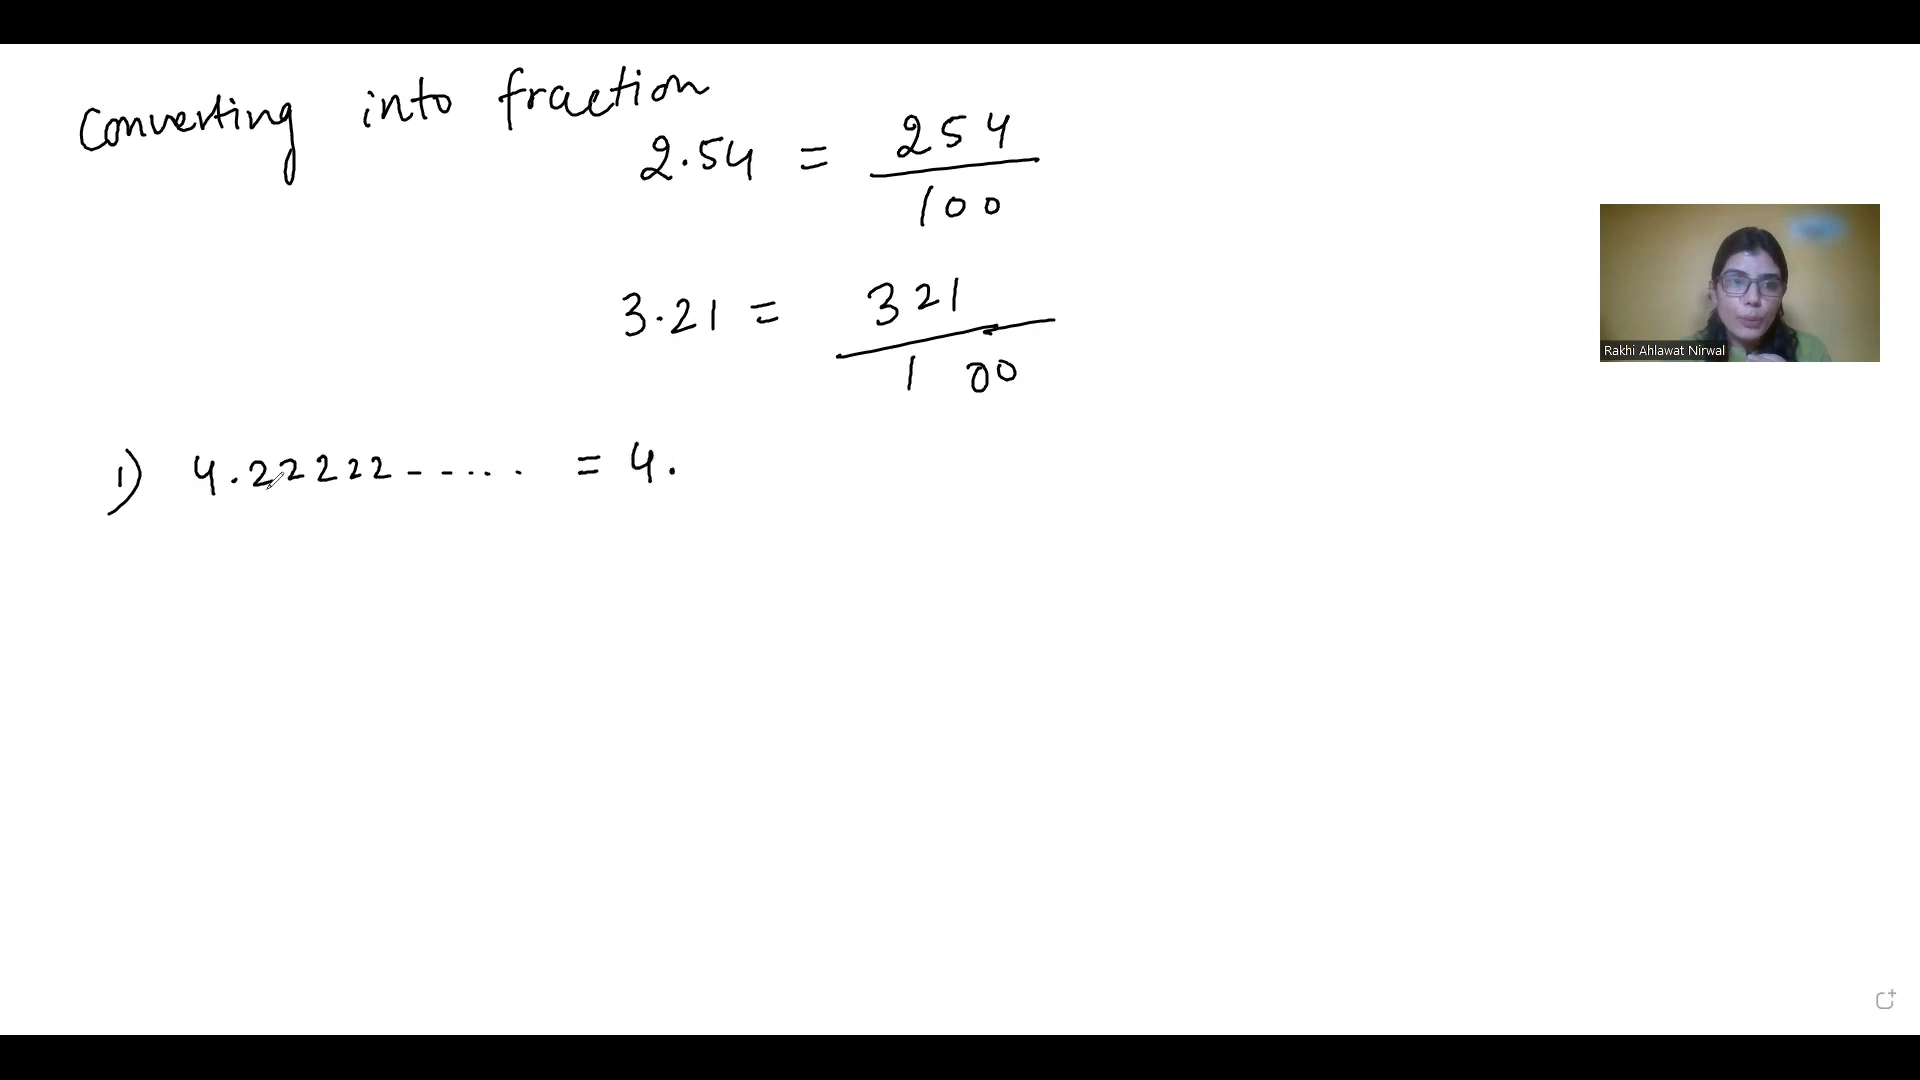 Converting into fraction
2.54 = 254
100
3.21 = 321
100
Rakhi Ahlawat Nirwal
1) 4.22222 - - . . . . = 4.